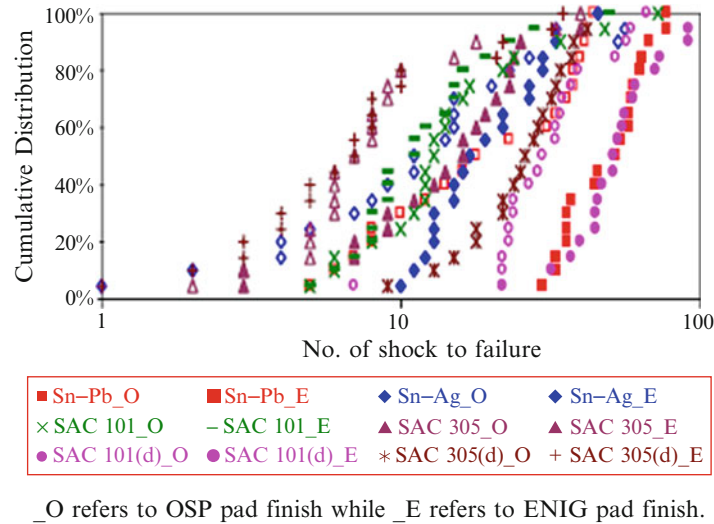 Cumulative Distribution
100%
80%
60%
40%
20%
0%
1
10
100
No. of shock to failure
Sn–Pb_O Sn–Pb_E Sn–Ag_O Sn–Ag_E
SAC 101_O SAC 101_E SAC 305_O SAC 305_E
SAC 101(d)_O SAC 101(d)_E SAC 305(d)_O SAC 305(d)_E
_O refers to OSP pad finish while _E refers to ENIG pad finish.